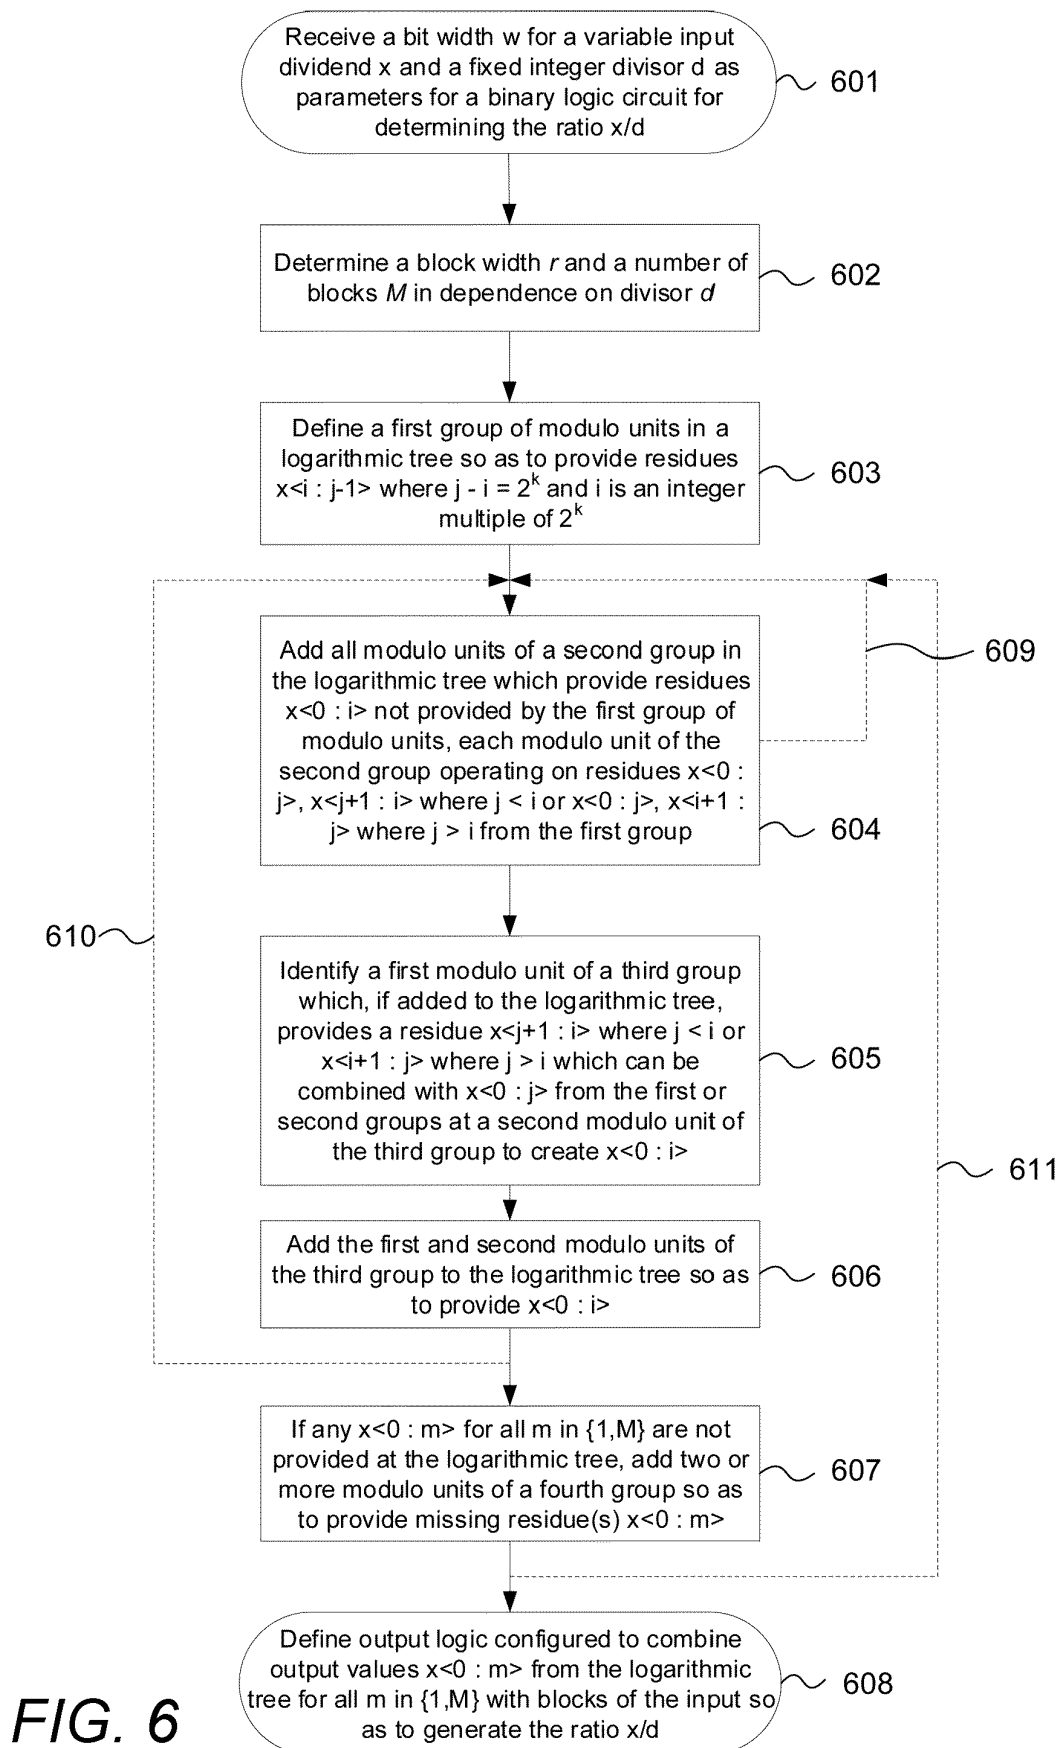 Receive a bit width w for a variable input
dividend x and a fixed integer divisor d as
parameters for a binary logic circuit for
determining the ratio x/d
601
Determine a block width r and a number of
blocks M in dependence on divisor d
602
Define a first group of modulo units in a
logarithmic tree so as to provide residues
x<i : j-1> where j - i = 2^k and i is an integer
multiple of 2^k
603
Add all modulo units of a second group in
the logarithmic tree which provide residues
x<0 : i> not provided by the first group of
modulo units, each modulo unit of the
second group operating on residues x<0 :
j>, x<j+1 : i> where j < i or x<0 : j>, x<i+1 :
j> where j > i from the first group
609
604
610
Identify a first modulo unit of a third group
which, if added to the logarithmic tree,
provides a residue x<j+1 : i> where j < i or
x<i+1 : j> where j > i which can be
combined with x<0 : j> from the first or
second groups at a second modulo unit of
the third group to create x<0 : i>
605
611
Add the first and second modulo units of
the third group to the logarithmic tree so as
to provide x<0 : i>
606
If any x<0 : m> for all m in {1,M} are not
provided at the logarithmic tree, add two or
more modulo units of a fourth group so as
to provide missing residue(s) x<0 : m>
607
Define output logic configured to combine
output values x<0 : m> from the logarithmic
tree for all m in {1,M} with blocks of the input so
as to generate the ratio x/d
608
FIG. 6